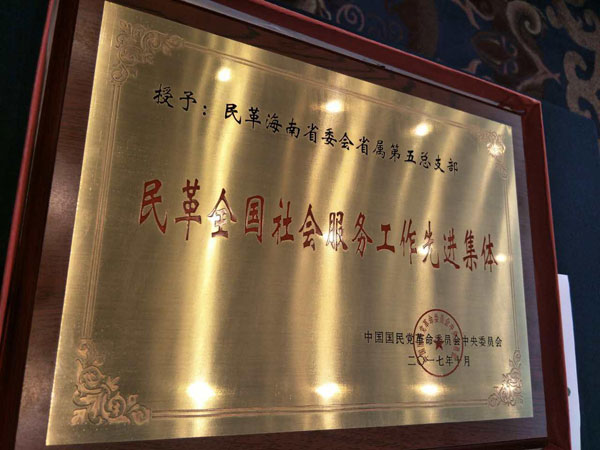 授予：民革海南省委会省属第五总支部
民革全国社会服务工作先进集体
中国国民党革命委员会中央委员会
二〇一七年十月